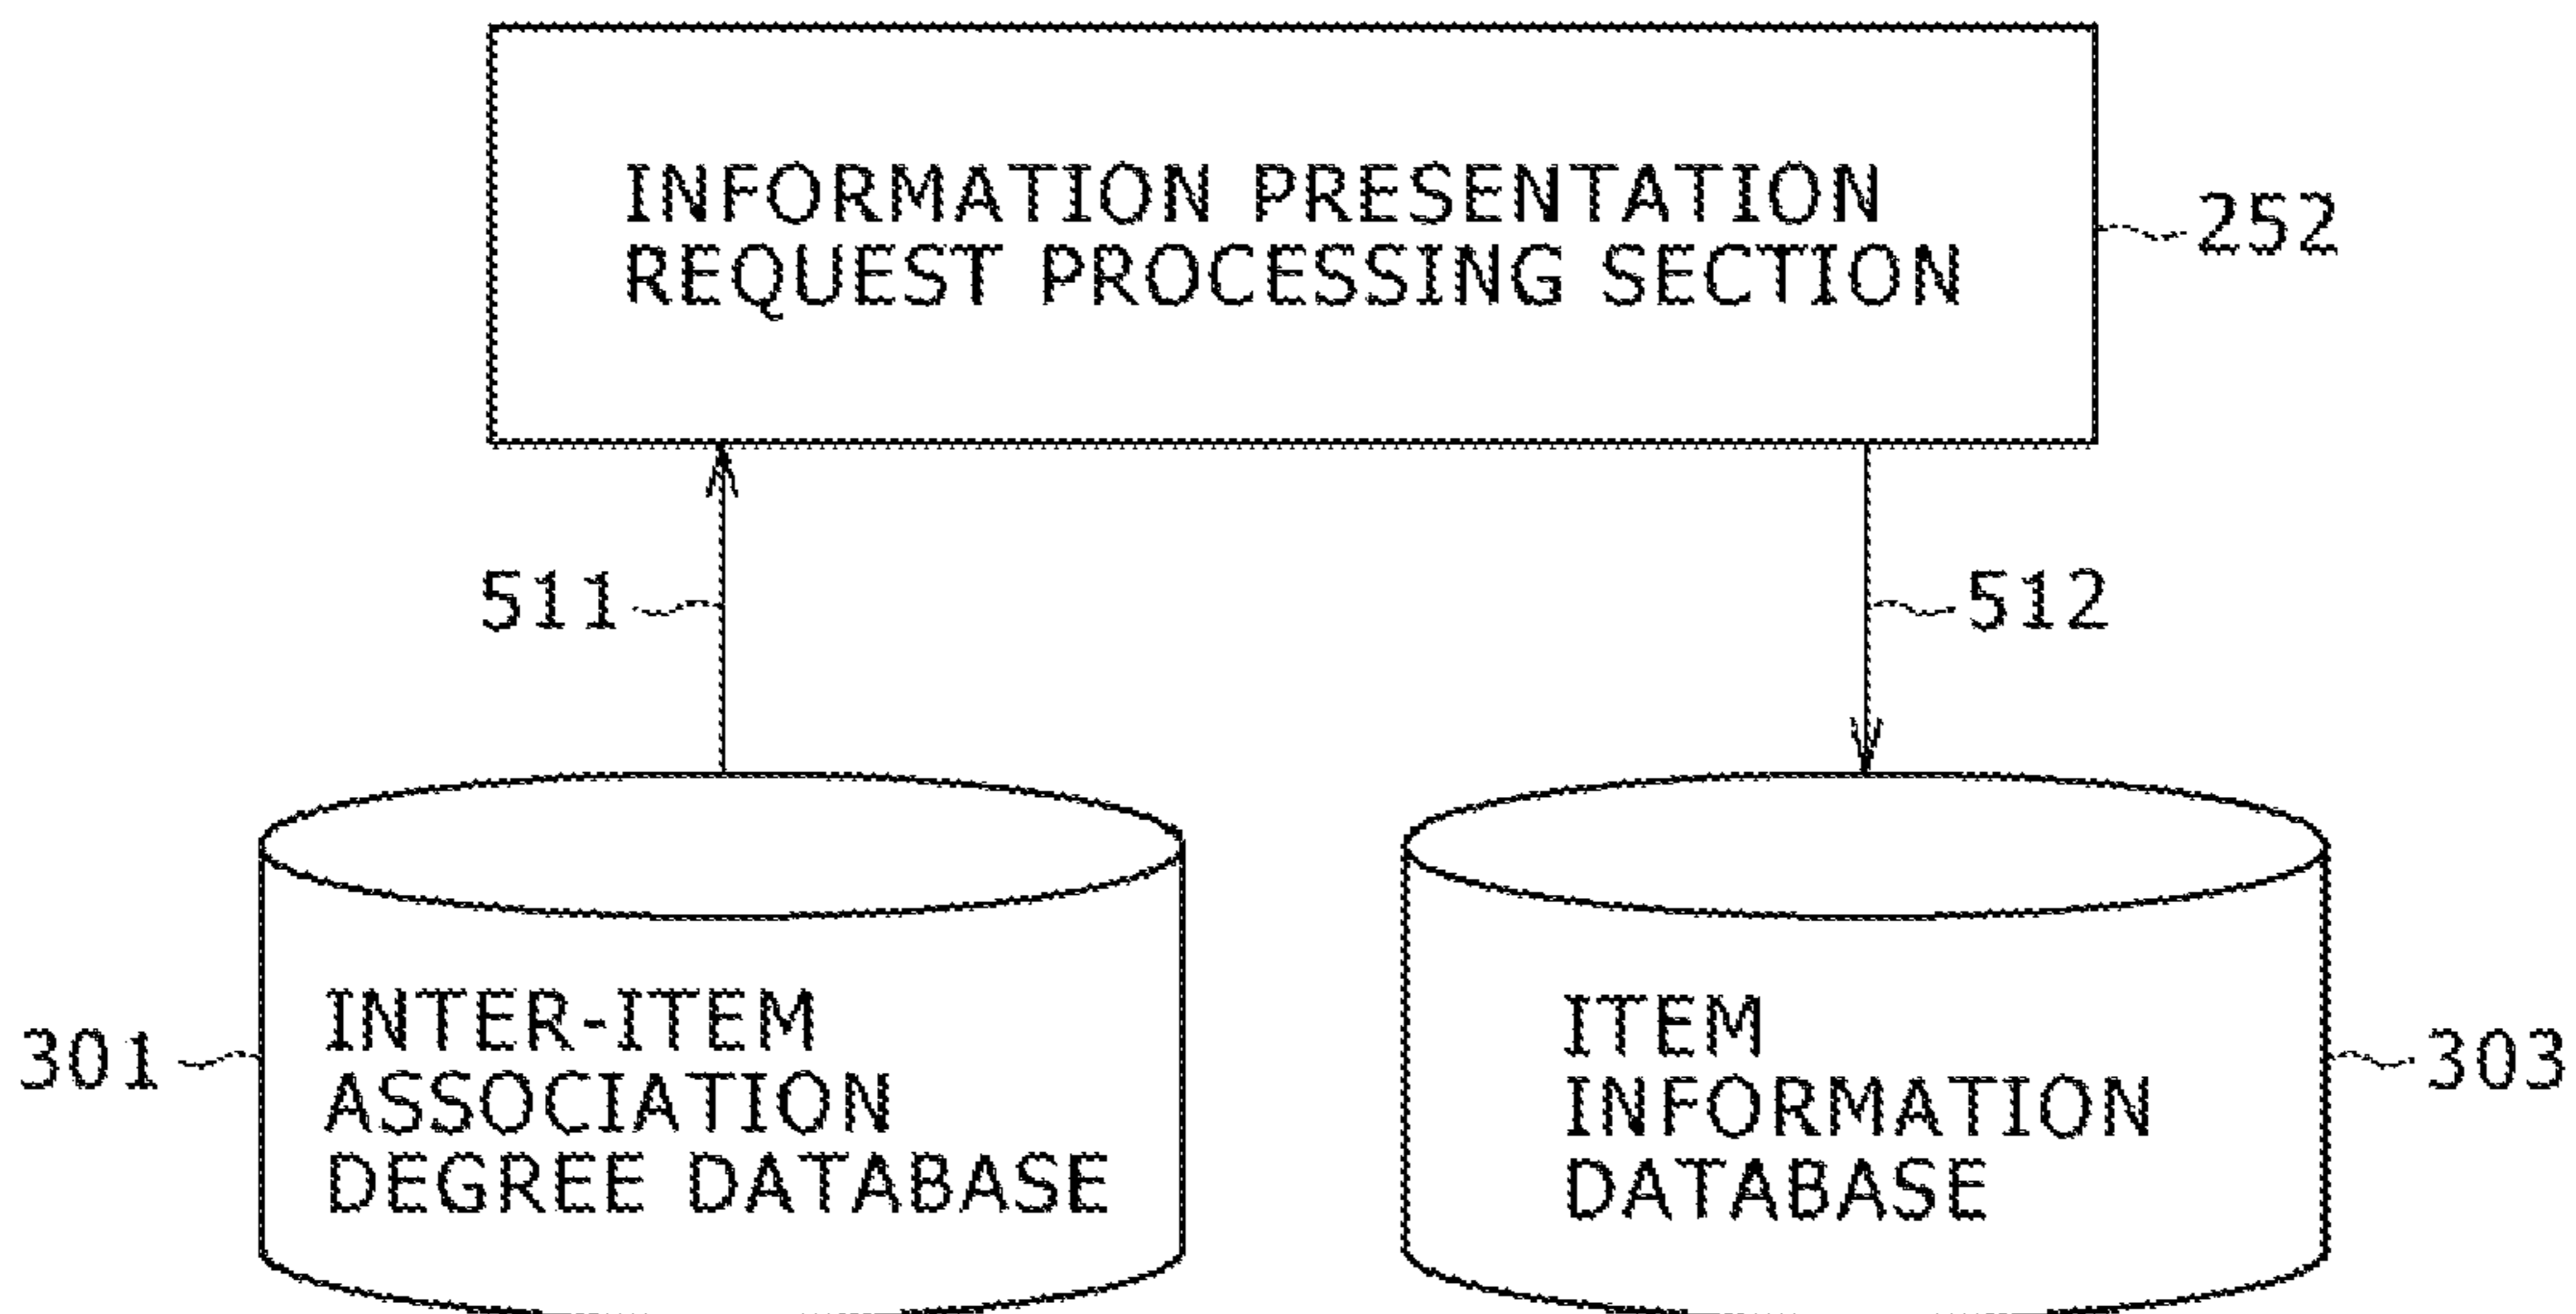 INFORMATION PRESENTATION
REQUEST PROCESSING SECTION
252
511
512
INTER-ITEM
ASSOCIATION
DEGREE DATABASE
301
ITEM
INFORMATION
DATABASE
303